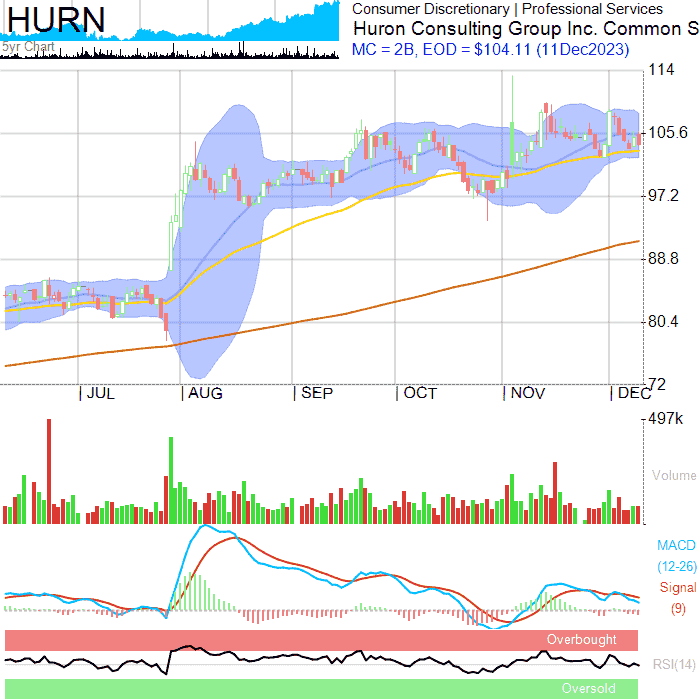 HURN
5yr Chart
Consumer Discretionary | Professional Services
Huron Consulting Group Inc. Common S
MC = 2B, EOD = $104.11 (11Dec2023)
114
105.6
97.2
88.8
80.4
72
JUL
AUG
SEP
OCT
NOV
DEC
497k
Volume
MACD
(12-26)
Signal
(9)
Overbought
RSI(14)
Oversold